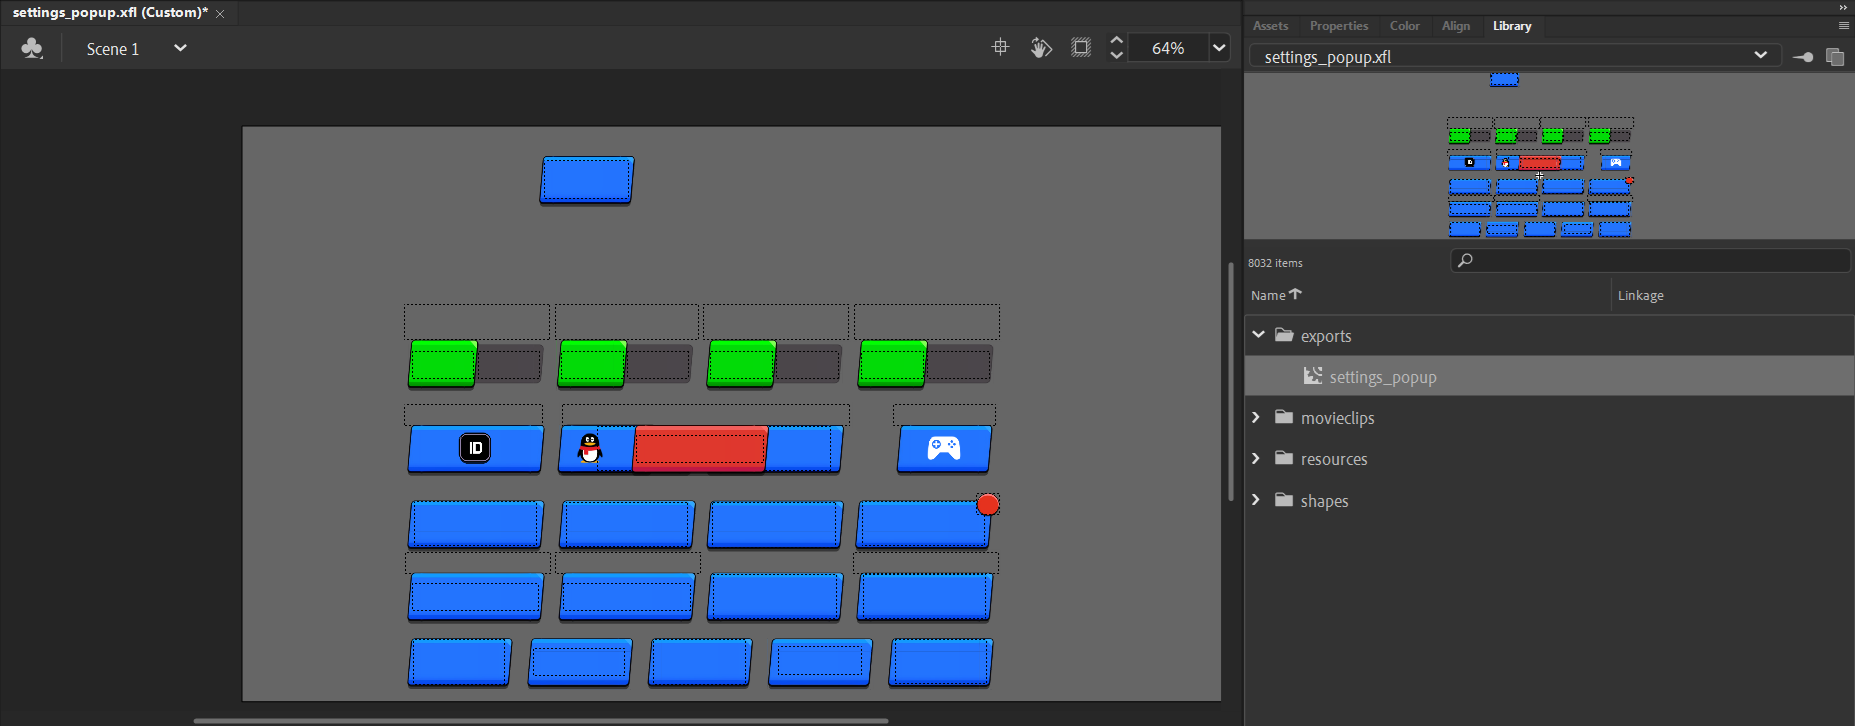 settings_popup.xfl (Custom)*
Scene 1
64%
ID
Assets Properties Color Align Library
settings_popup.xfl
8032 items
Name Linkage
exports
settings_popup
movieclips
resources
shapes